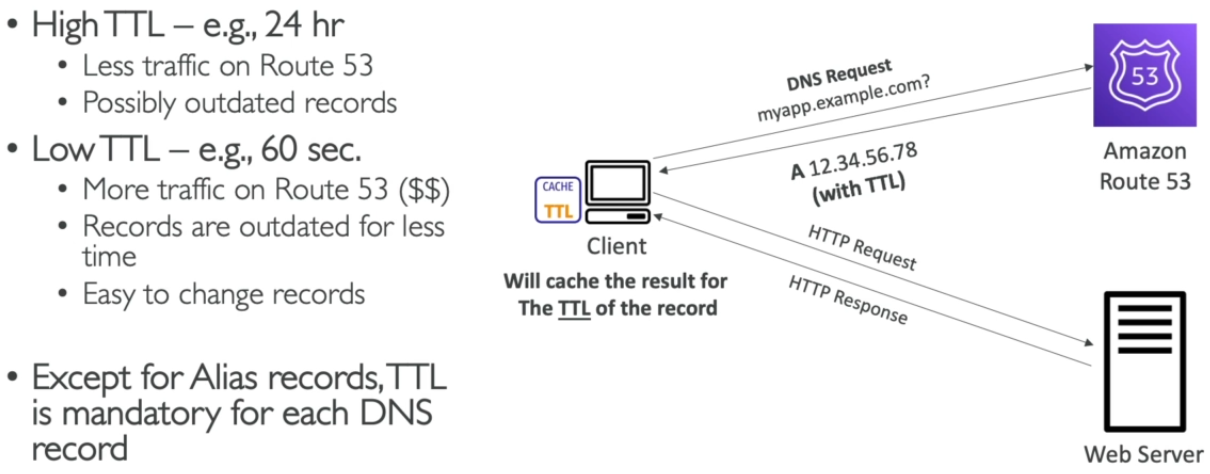 • High TTL – e.g., 24 hr
• Less traffic on Route 53
• Possibly outdated records
• Low TTL – e.g., 60 sec.
• More traffic on Route 53 ($$)
• Records are outdated for less
time
• Easy to change records
• Except for Alias records, TTL
is mandatory for each DNS
record
DNS Request
myapp.example.com?
53
Amazon
Route 53
A 12.34.56.78
(with TTL)
CACHE
TTL
Client
Will cache the result for
The TTL of the record
HTTP Request
HTTP Response
Web Server